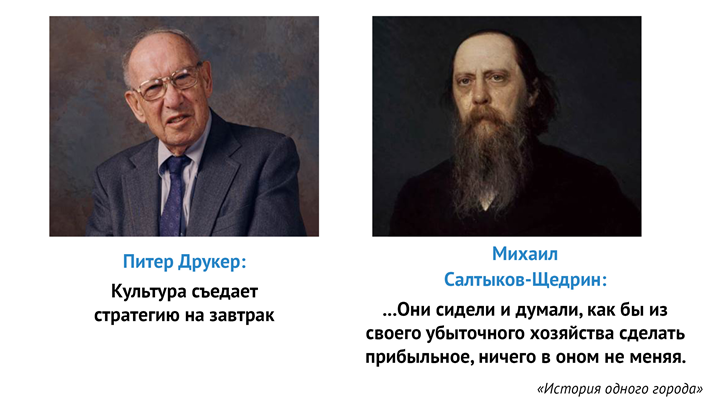 Питер Друкер:
Культура съедает
стратегию на завтрак
Михаил
Салтыков-Щедрин:
...Они сидели и думали, как бы из
своего убыточного хозяйства сделать
прибыльное, ничего в оном не меняя.
«История одного города»